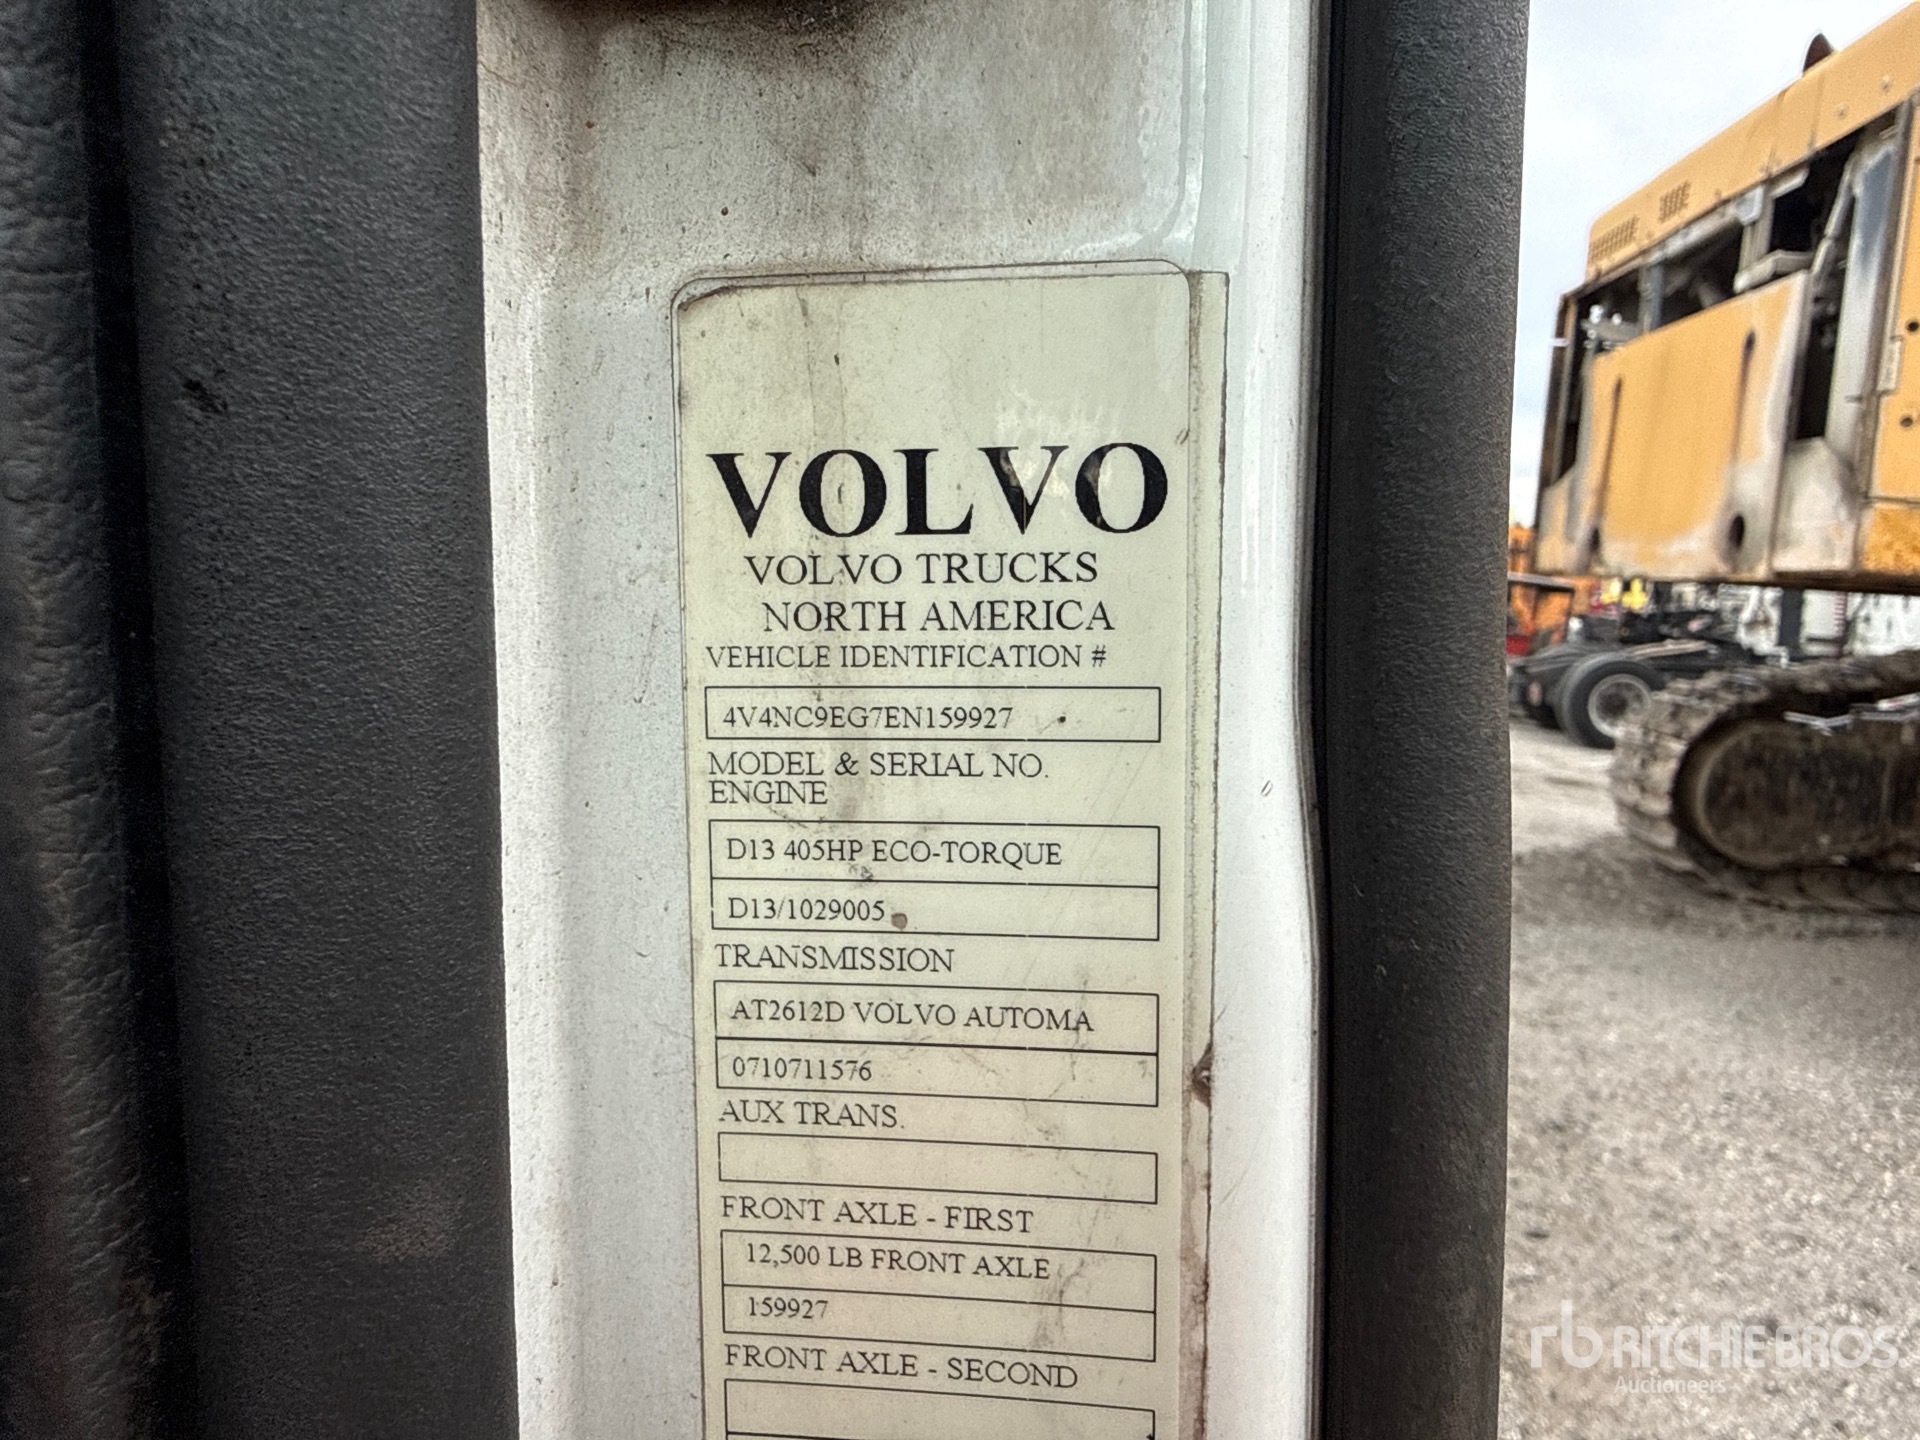 VOLVO
VOLVO TRUCKS
NORTH AMERICA
VEHICLE IDENTIFICATION #
4V4NC9EG7EN159927
MODEL & SERIAL NO.
ENGINE
D13 405HP ECO-TORQUE
D13/1029005
TRANSMISSION
AT2612D VOLVO AUTOMA
0710711576
AUX TRANS.
FRONT AXLE - FIRST
12,500 LB FRONT AXLE
159927
FRONT AXLE - SECOND
rb RITCHIE BROS.
Auctioneers